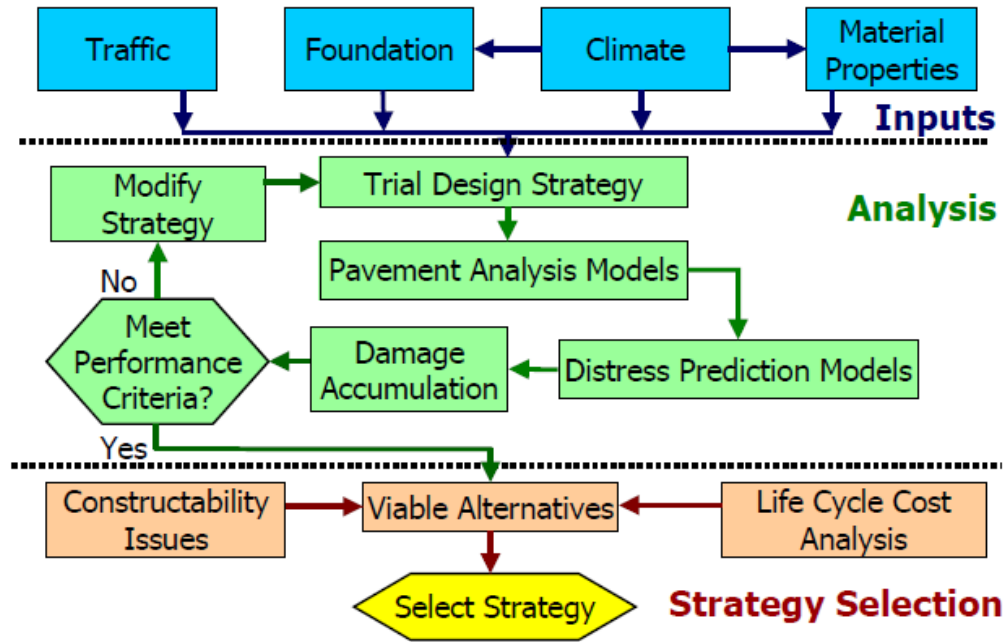 Traffic
Foundation
Climate
Material
Properties
Inputs
Modify
Strategy
Trial Design Strategy
Analysis
Pavement Analysis Models
No
Meet
Performance
Criteria?
Damage
Accumulation
Distress Prediction Models
Yes
Constructability
Issues
Viable Alternatives
Life Cycle Cost
Analysis
Select Strategy
Strategy Selection